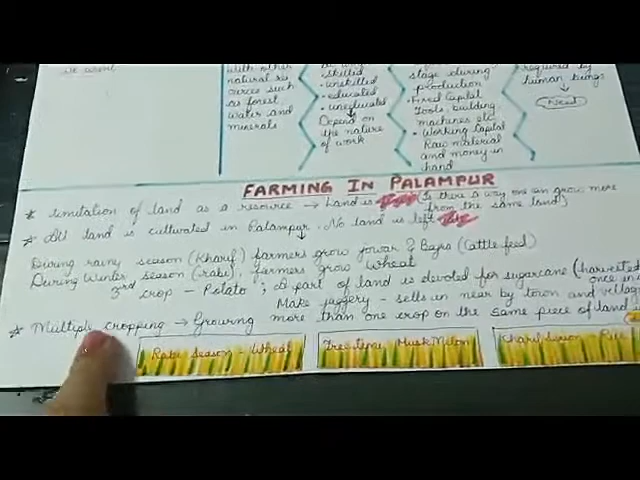 with other
natural res
ources such
as forest,
water and
minerals
skilled
• unskilled
• educated
• uneducated
Depend on
the nature
of work
stage during
production
• Fixed Capital
Tools, building,
machines etc
• Working Capital
Raw material
and money in
hand
required by
human beings
Need
FARMING IN PALAMPUR
* Limitation of land as a resource → Land is (Is there a way one can grow more
from the same land)
* All land is cultivated in Palampur. No land is left
During rainy season (Kharif) farmers grow jowar & Bajra (cattle feed)
During Winter season (rabi), farmers grow wheat
3rd crop - Potato ; A part of land is devoted for sugarcane (harvested
once in
Make jaggery - sells in near by town and village
* Multiple cropping → Growing more than one crop on the same piece of land
Rabi Season - Wheat
Free time Musk Melon
Kharif Season Rice